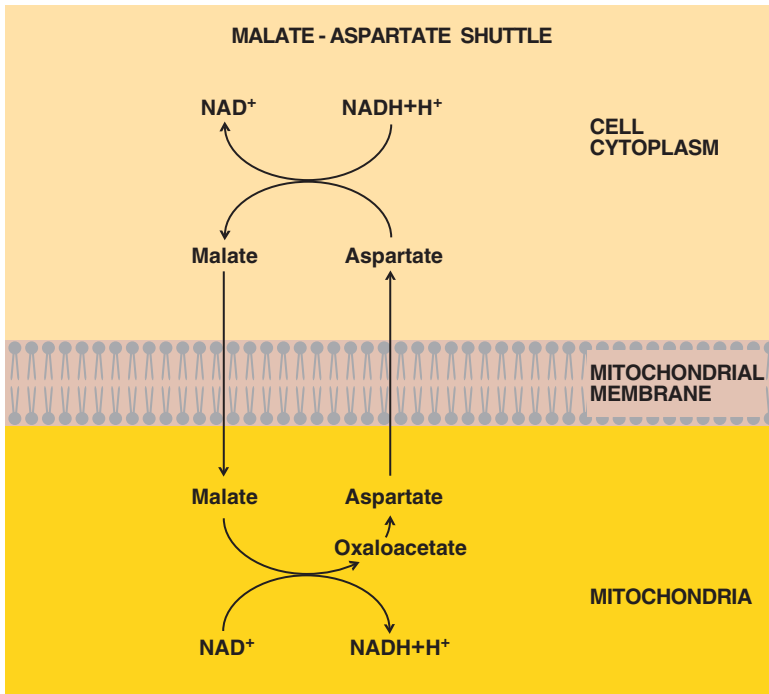 MALATE - ASPARTATE SHUTTLE
NAD⁺
NADH+H⁺
CELL
CYTOPLASM
Malate
Aspartate
MITOCHONDRIAL
MEMBRANE
Malate
Aspartate
Oxaloacetate
MITOCHONDRIA
NAD⁺
NADH+H⁺